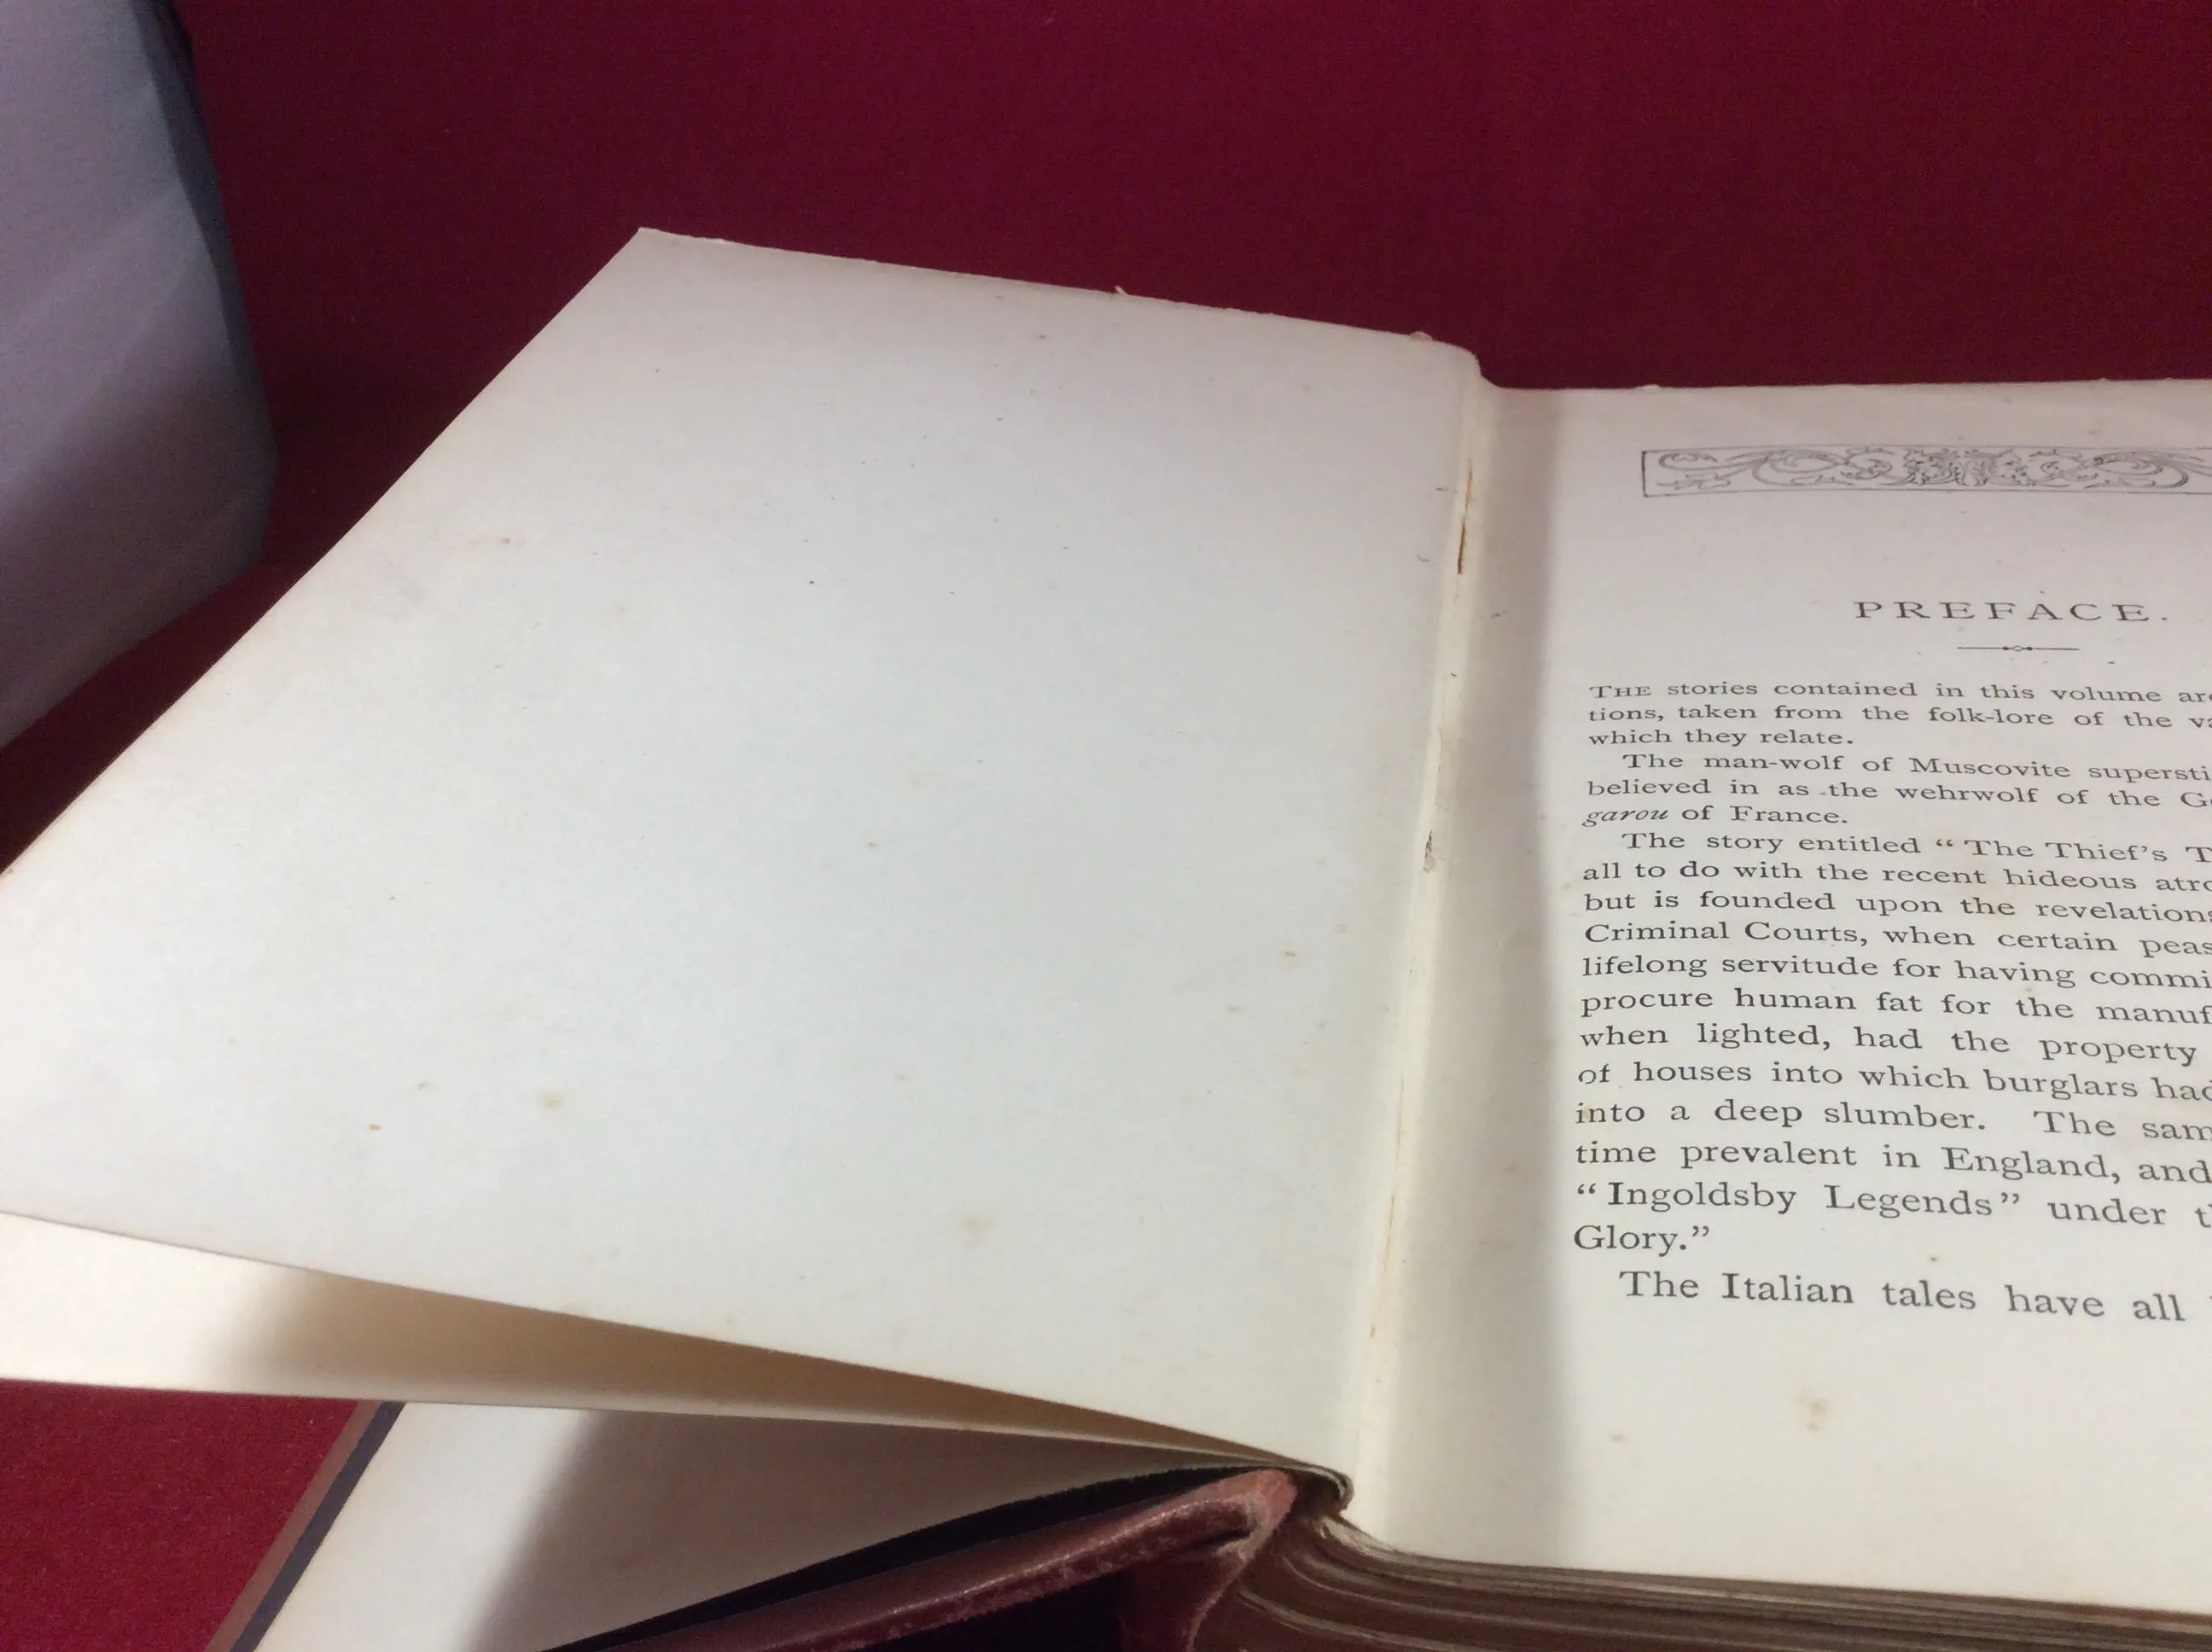 PREFACE.
THE stories contained in this volume
tions, taken from the folk-lore of the
which they relate.
The man-wolf of Muscovite
believed in as the wehrwolf of the
garou of France.
The story entitled “The Thief's
all to do with the recent hideous
but is founded upon the
Criminal Courts, when certain
lifelong servitude for having
procure human fat for the
when lighted, had the property
of houses into which burglars
into a deep slumber. The
time prevalent in England, and
“Ingoldsby Legends” under
Glory.”
The Italian tales have all